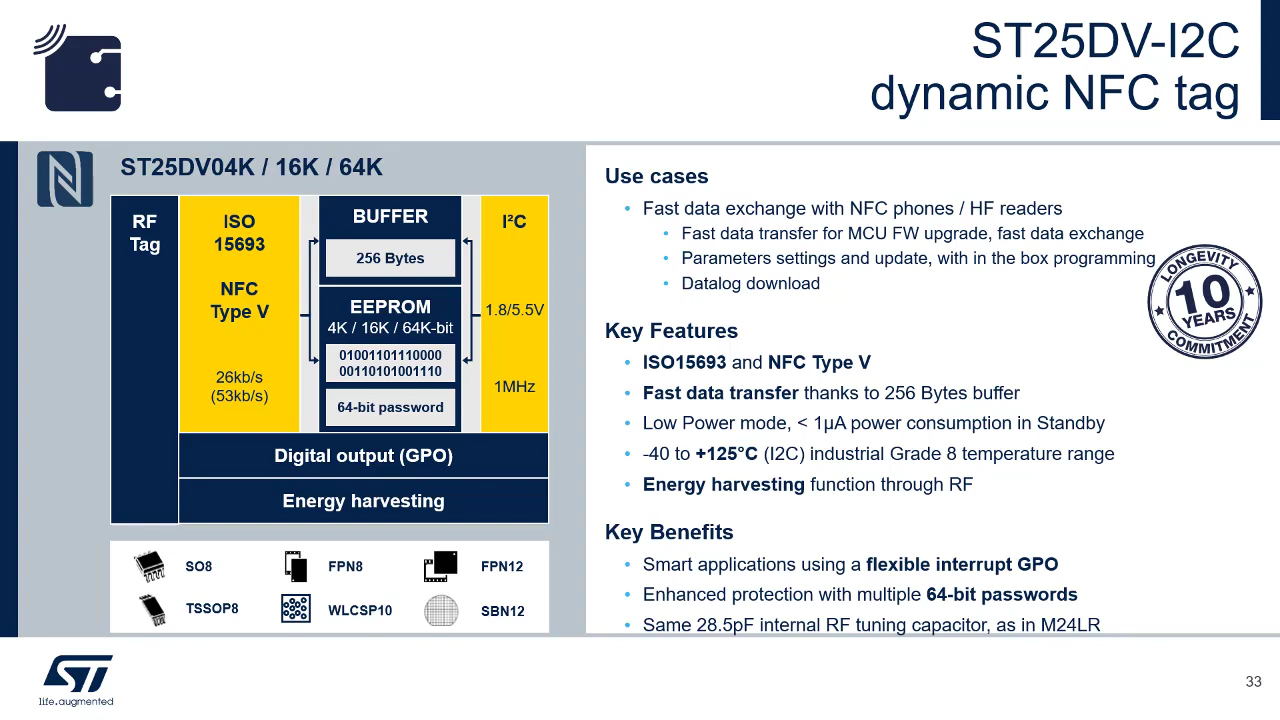 ST25DV-I2C
dynamic NFC tag
ST25DV04K / 16K / 64K
RF
Tag
ISO
15693
NFC
Type V
26kb/s
(53kb/s)
BUFFER
256 Bytes
EEPROM
4K / 16K / 64K-bit
01001101110000
00110101001110
64-bit password
I²C
1.8/5.5V
1MHz
Digital output (GPO)
Energy harvesting
SO8
FPN8
FPN12
TSSOP8
WLCSP10
SBN12
Use cases
• Fast data exchange with NFC phones / HF readers
• Fast data transfer for MCU FW upgrade, fast data exchange
• Parameters settings and update, with in the box programming
• Datalog download
LONGEVITY
10
YEARS
COMMITMENT
Key Features
• ISO15693 and NFC Type V
• Fast data transfer thanks to 256 Bytes buffer
• Low Power mode, < 1µA power consumption in Standby
• -40 to +125°C (I2C) industrial Grade 8 temperature range
• Energy harvesting function through RF
Key Benefits
• Smart applications using a flexible interrupt GPO
• Enhanced protection with multiple 64-bit passwords
• Same 28.5pF internal RF tuning capacitor, as in M24LR
ST
life.augmented
33